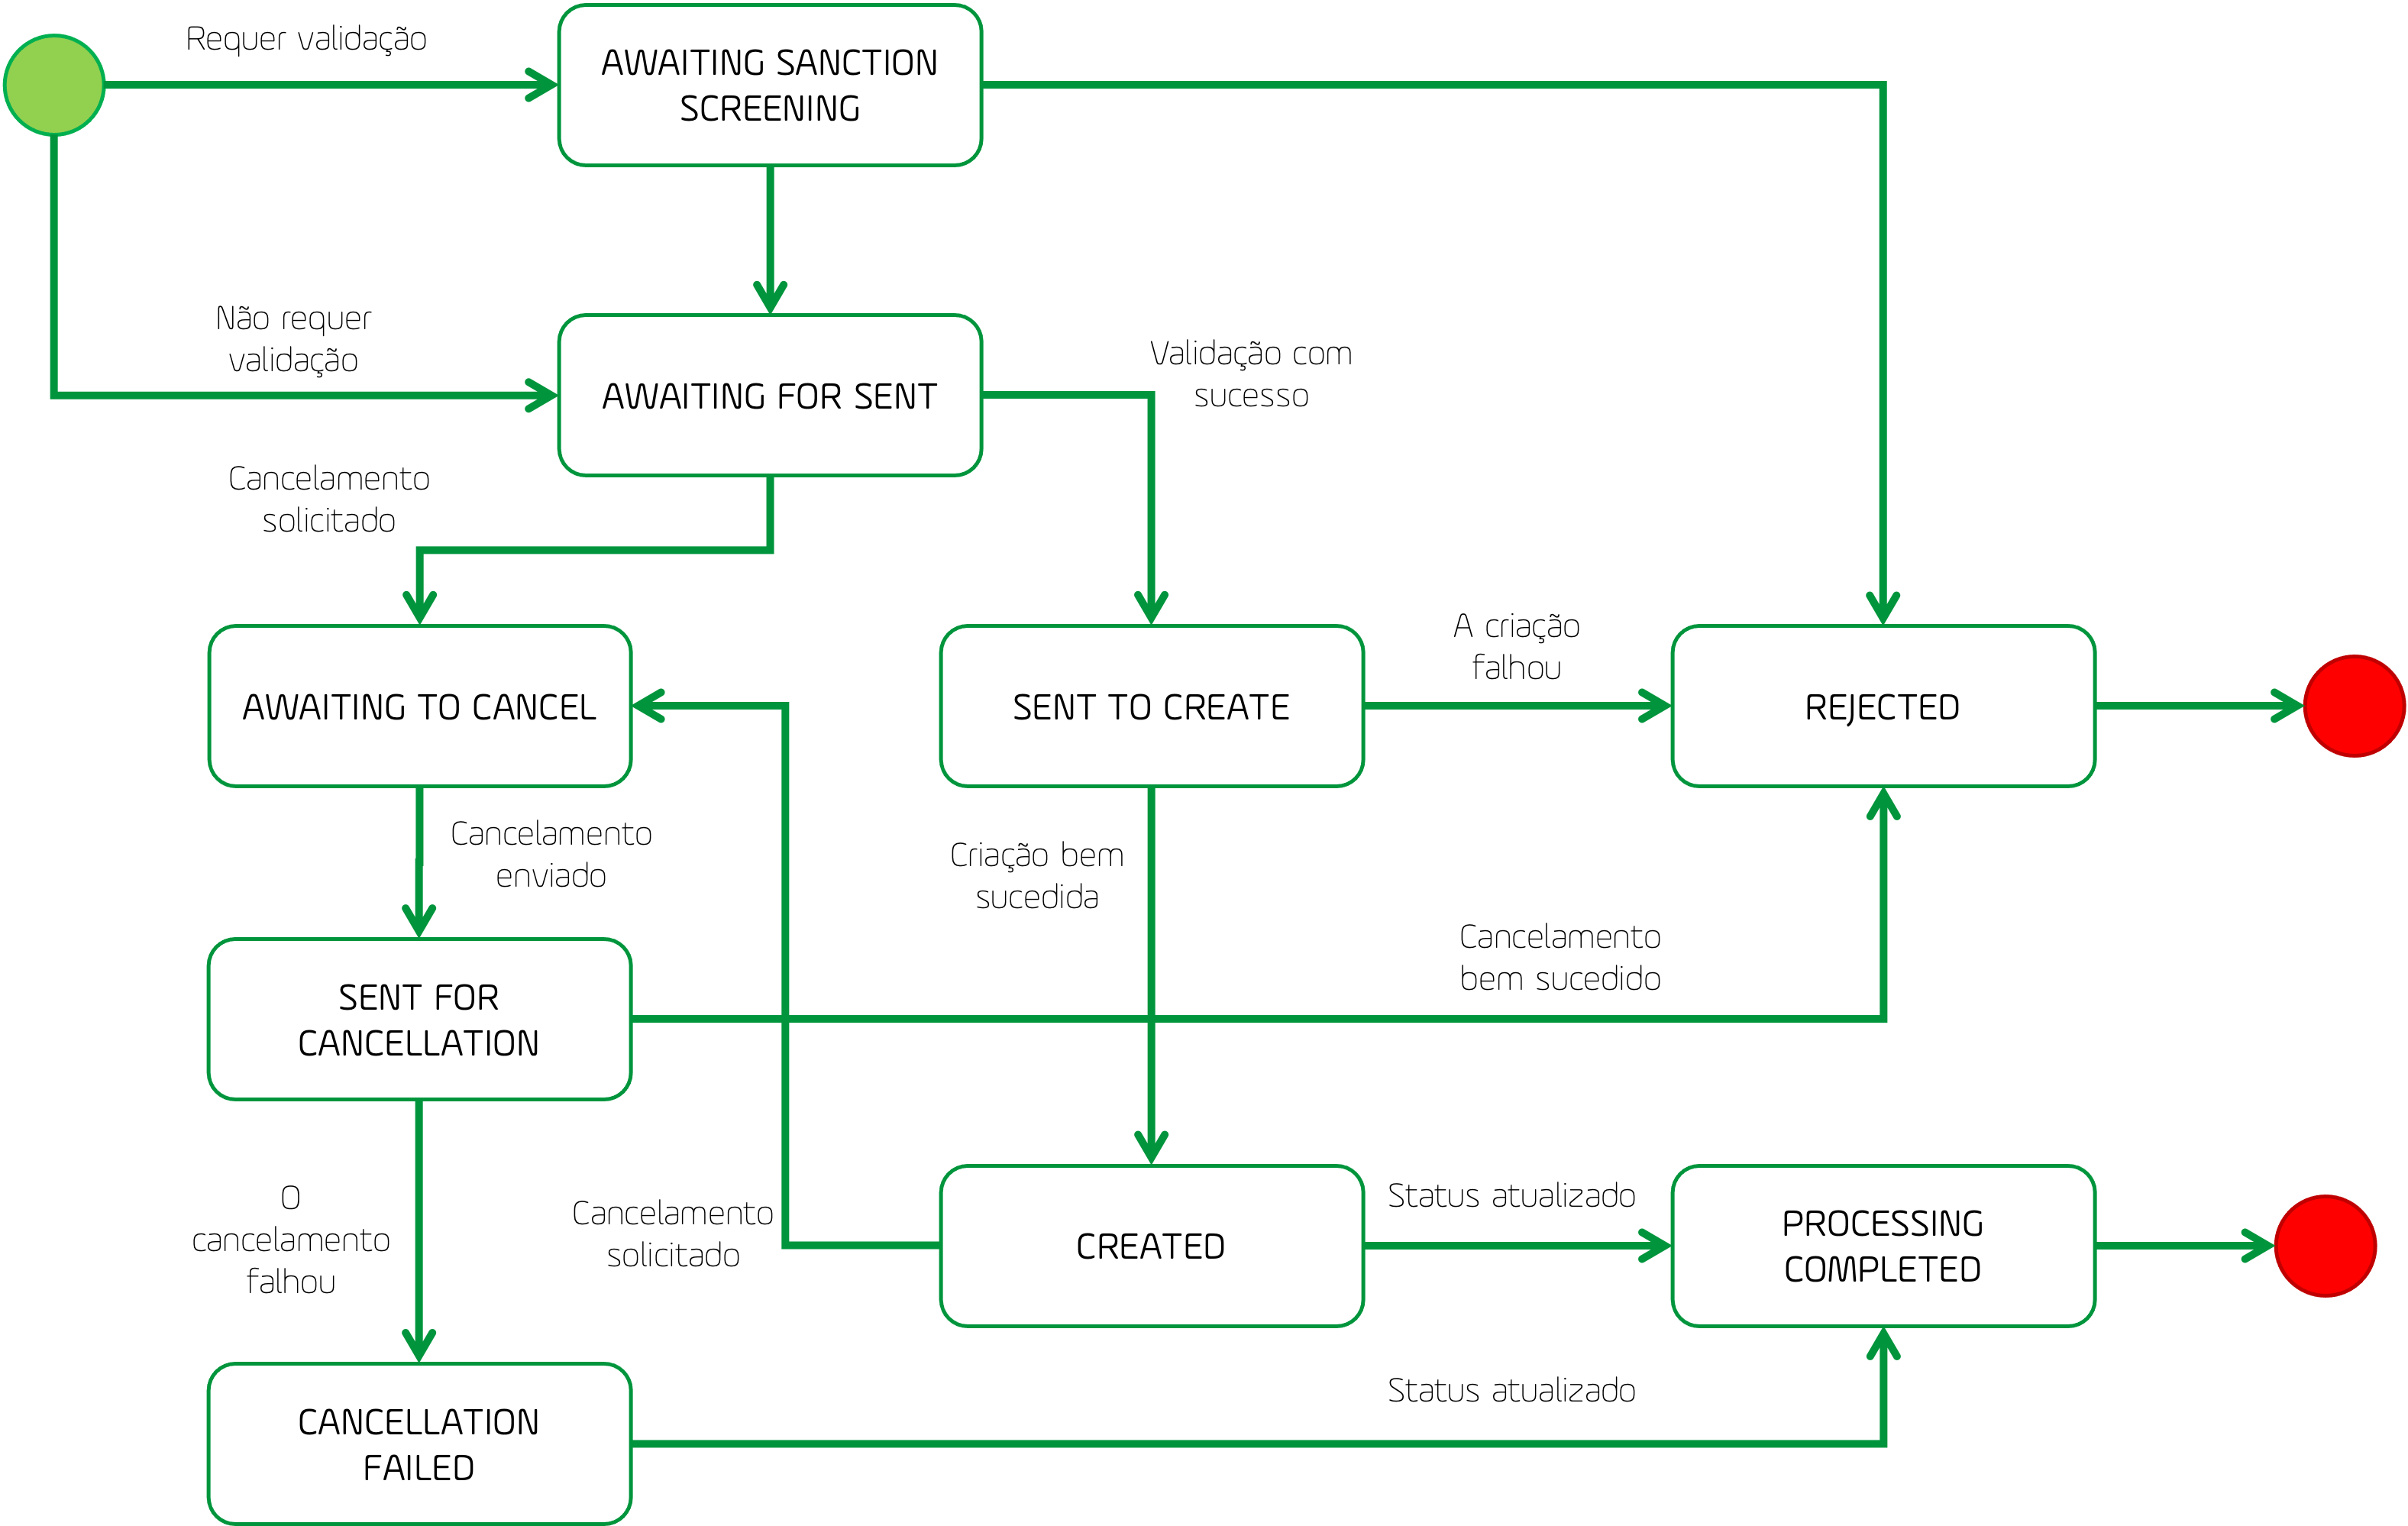 Requer validação
AWAITING SANCTION
SCREENING
Não requer
validação
AWAITING FOR SENT
Validação com
sucesso
Cancelamento
solicitado
AWAITING TO CANCEL
SENT TO CREATE
A criação
falhou
REJECTED
Cancelamento
enviado
Criação bem
sucedida
Cancelamento
bem sucedido
SENT FOR
CANCELLATION
O
cancelamento
falhou
Cancelamento
solicitado
CREATED
Status atualizado
PROCESSING
COMPLETED
Status atualizado
CANCELLATION
FAILED